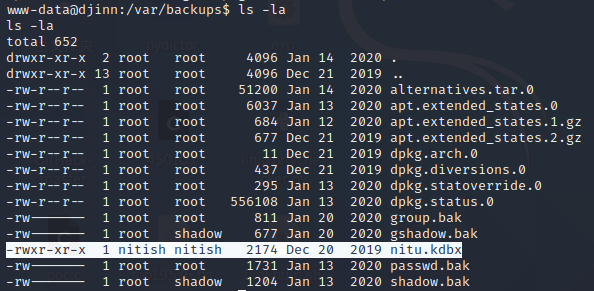 www-data@djinn:/var/backups$ ls -la
ls -la
total 652
drwxr-xr-x  2 root   root     4096 Jan 14  2020 .
drwxr-xr-x 13 root   root     4096 Dec 21  2019 ..
-rw-r--r--  1 root   root    51200 Jan 14  2020 alternatives.tar.0
-rw-r--r--  1 root   root     6037 Jan 13  2020 apt.extended_states.0
-rw-r--r--  1 root   root      684 Jan 12  2020 apt.extended_states.1.gz
-rw-r--r--  1 root   root      677 Dec 21  2019 apt.extended_states.2.gz
-rw-r--r--  1 root   root       11 Dec 21  2019 dpkg.arch.0
-rw-r--r--  1 root   root      437 Dec 21  2019 dpkg.diversions.0
-rw-r--r--  1 root   root      295 Jan 13  2020 dpkg.statoverride.0
-rw-r--r--  1 root   root   556108 Jan 13  2020 dpkg.status.0
-rw-------  1 root   root      811 Jan 20  2020 group.bak
-rw-------  1 root   shadow    677 Jan 20  2020 gshadow.bak
-rwxr-xr-x  1 nitish nitish   2174 Dec 20  2019 nitu.kdbx
-rw-------  1 root   root     1731 Jan 13  2020 passwd.bak
-rw-------  1 root   shadow   1204 Jan 13  2020 shadow.bak